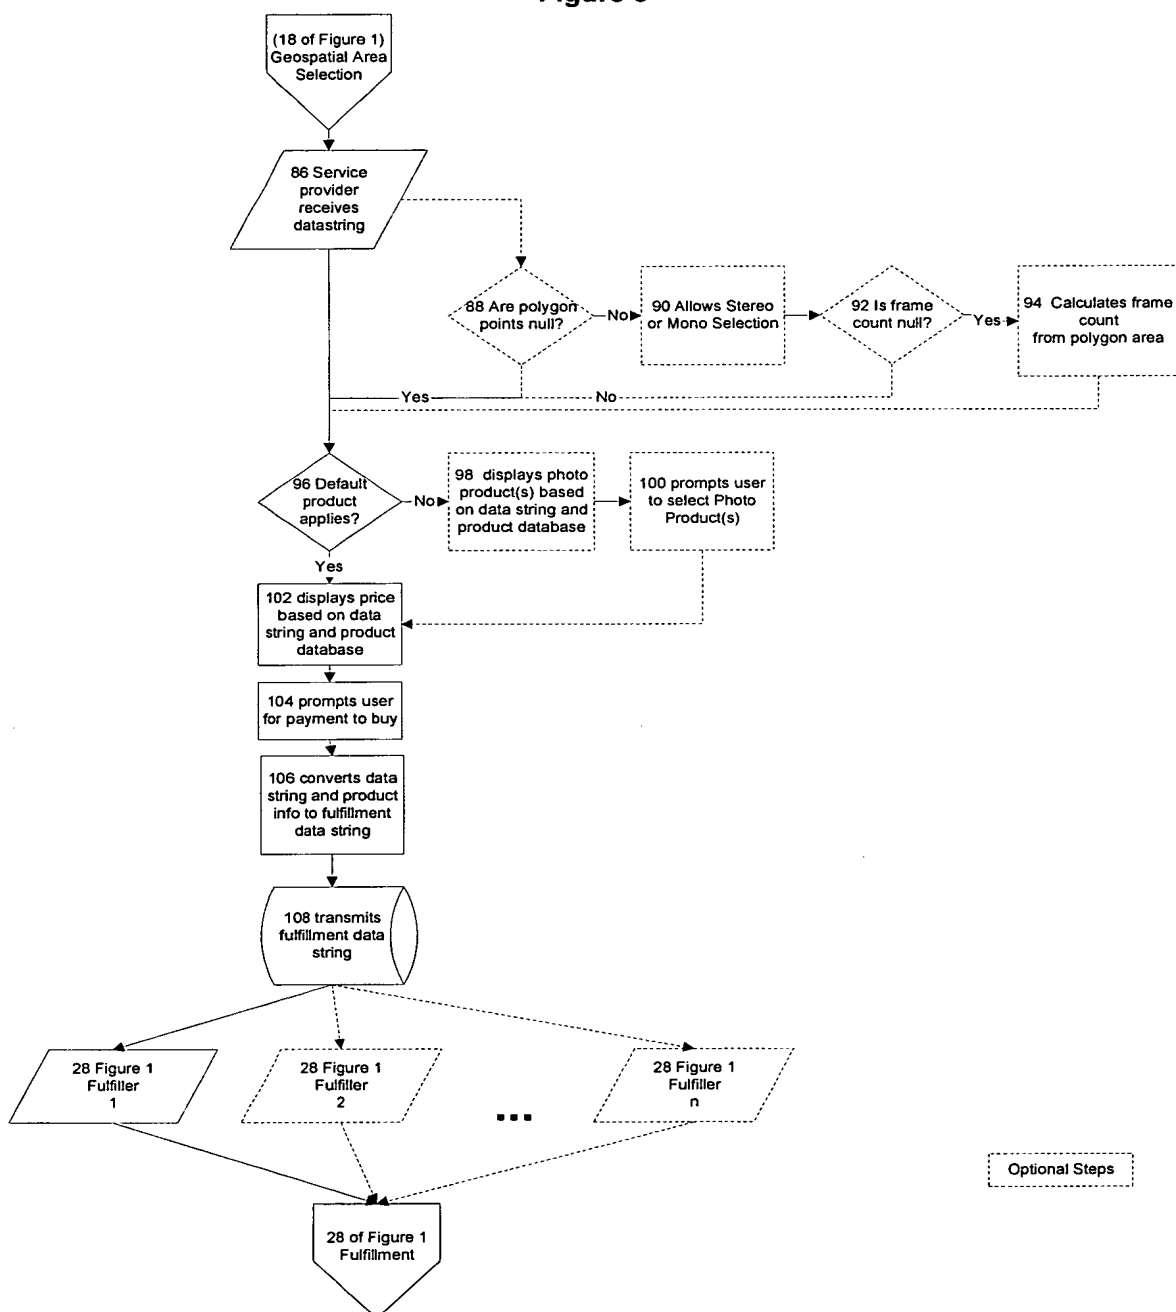 (18 of Figure 1)
Geospatial Area
Selection
86 Service
provider
receives
datastring
88 Are polygon
points null?
No
90 Allows Stereo
or Mono Selection
92 Is frame
count null?
Yes
94 Calculates frame
count
from polygon area
Yes
No
96 Default
product
applies?
No
98 displays photo
product(s) based
on data string and
product database
100 prompts user
to select Photo
Product(s)
Yes
102 displays price
based on data
string and product
database
104 prompts user
for payment to buy
106 converts data
string and product
info to fulfillment
data string
108 transmits
fulfillment data
string
28 Figure 1
Fulfiller
1
28 Figure 1
Fulfiller
2
...
28 Figure 1
Fulfiller
n
Optional Steps
28 of Figure 1
Fulfillment